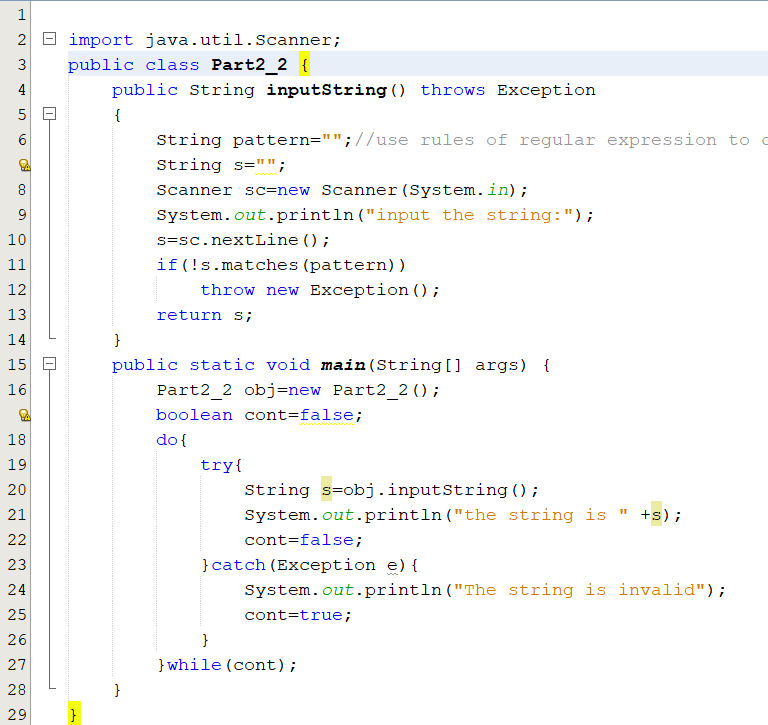 1
2 import java.util.Scanner;
3 public class Part2_2 {
4 public String inputString() throws Exception
5 {
6 String pattern="";//use rules of regular expression to
String s="";
8 Scanner sc=new Scanner(System.in);
9 System.out.println("input the string:");
10 s=sc.nextLine();
11 if(!s.matches(pattern))
12 throw new Exception();
13 return s;
14 }
15 public static void main(String[] args) {
16 Part2_2 obj=new Part2_2();
boolean cont=false;
18 do{
19 try{
20 String s=obj.inputString();
21 System.out.println("the string is " +s);
22 cont=false;
23 }catch(Exception e){
24 System.out.println("The string is invalid");
25 cont=true;
26 }
27 }while(cont);
28 }
29 }